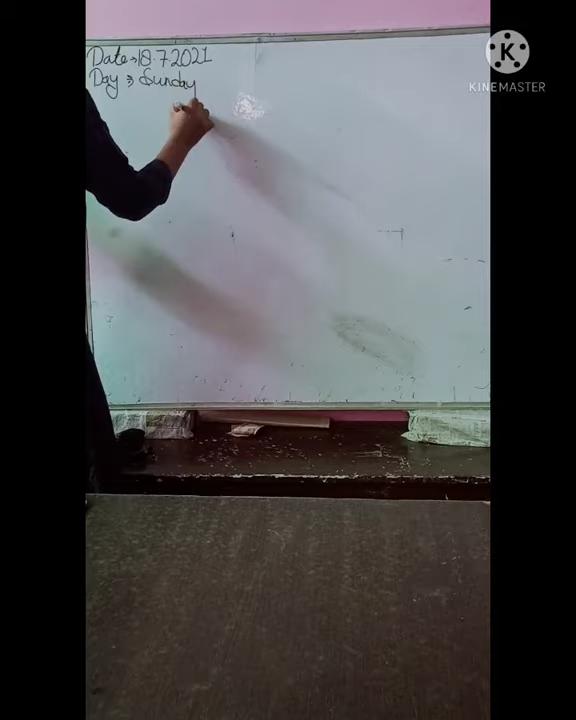 Date → 18.7.2021
Day → Sunday
K
KINEMASTER